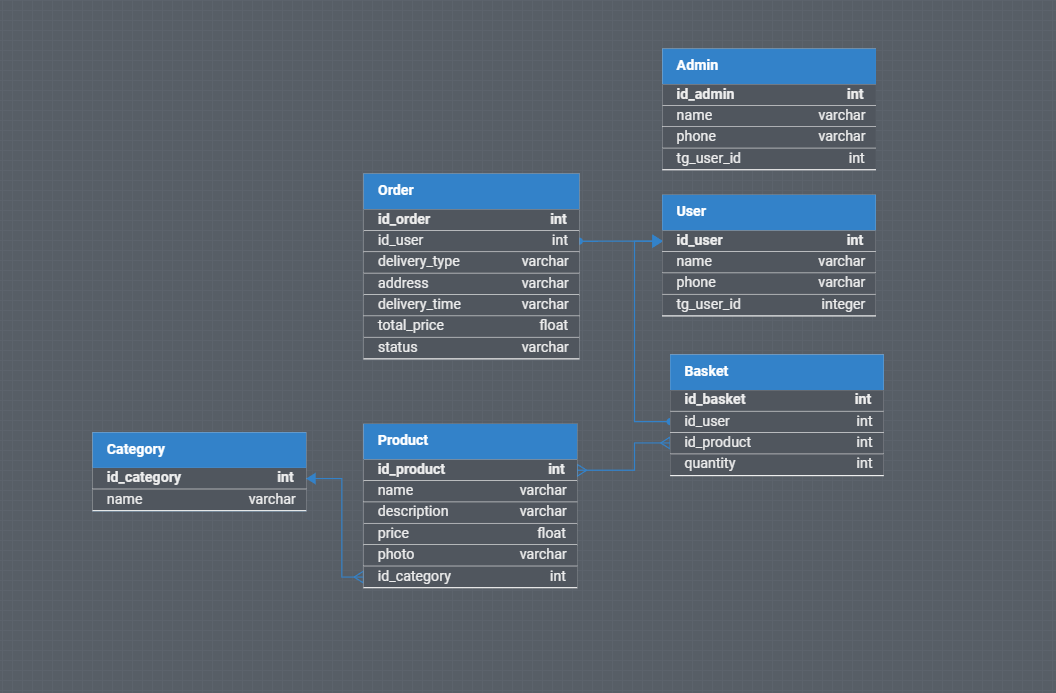 Admin
id_admin int
name varchar
phone varchar
tg_user_id int
Order
id_order int
id_user int
delivery_type varchar
address varchar
delivery_time varchar
total_price float
status varchar
User
id_user int
name varchar
phone varchar
tg_user_id integer
Basket
id_basket int
id_user int
id_product int
quantity int
Category
id_category int
name varchar
Product
id_product int
name varchar
description varchar
price float
photo varchar
id_category int